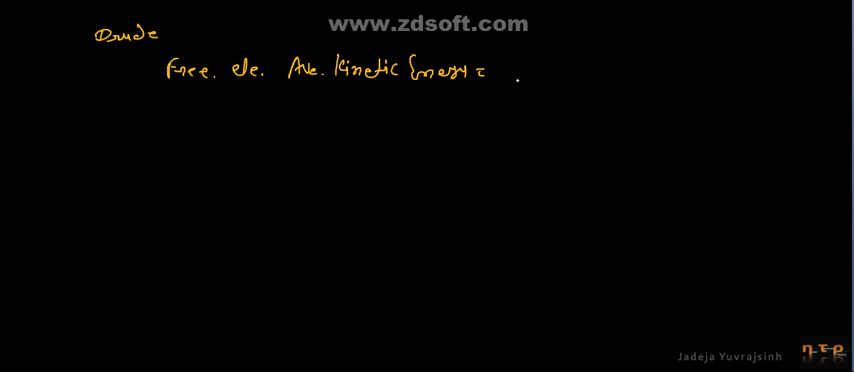 www.zdsoft.com
Drude
Free. ele. Ave. Kinetic Energy =
Jadeja Yuvrajsinh